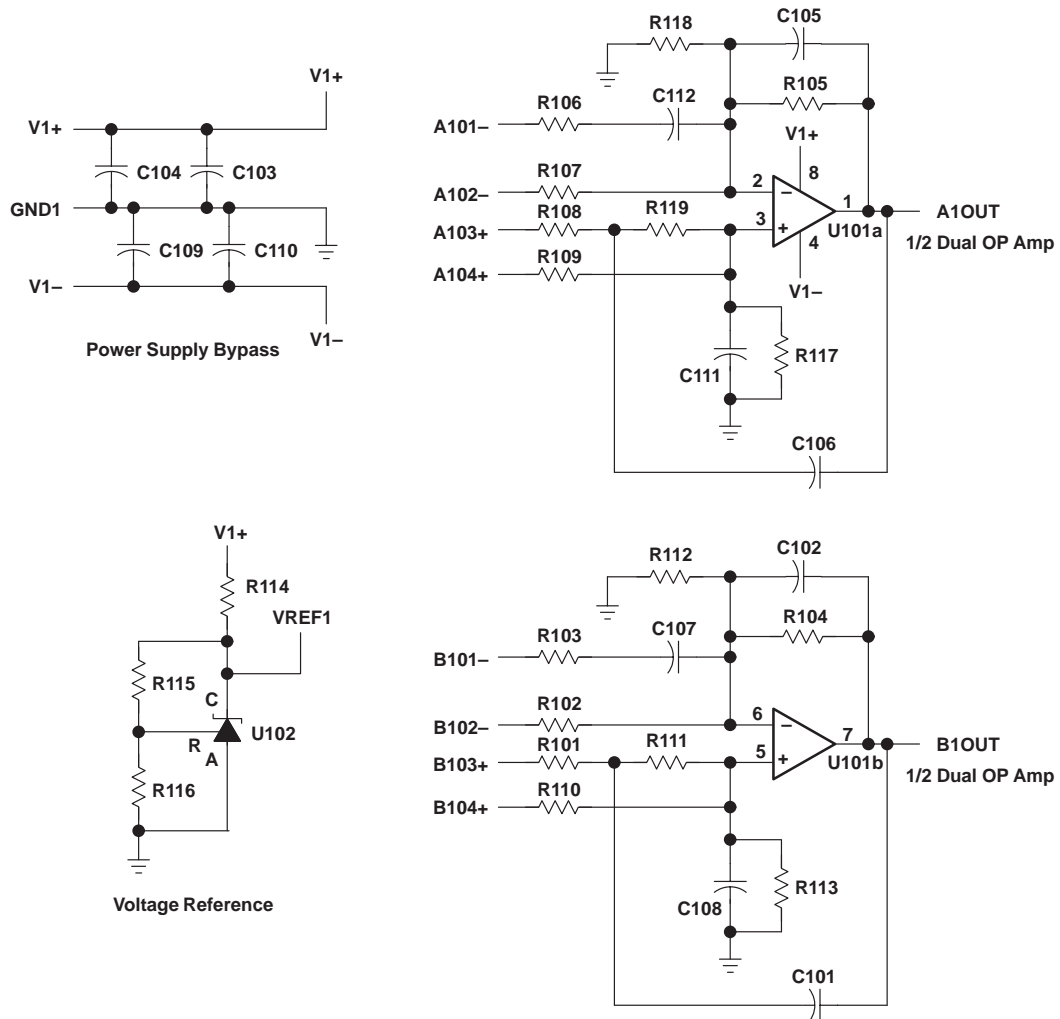 V1+
V1+
C104
C103
GND1
C109
C110
V1–
V1–
Power Supply Bypass
R118
C105
R105
R106
C112
A101–
V1+
R107
A102–
2
–
8
R108
R119
3
+
1
A103+
A1OUT
U101a
4
1/2 Dual OP Amp
R109
A104+
V1–
C111
R117
C106
V1+
R114
VREF1
R115
C
U102
R
A
R116
Voltage Reference
R112
C102
R104
R103
C107
B101–
R102
B102–
6
–
R101
R111
5
+
7
B103+
B1OUT
U101b
1/2 Dual OP Amp
R110
B104+
C108
R113
C101